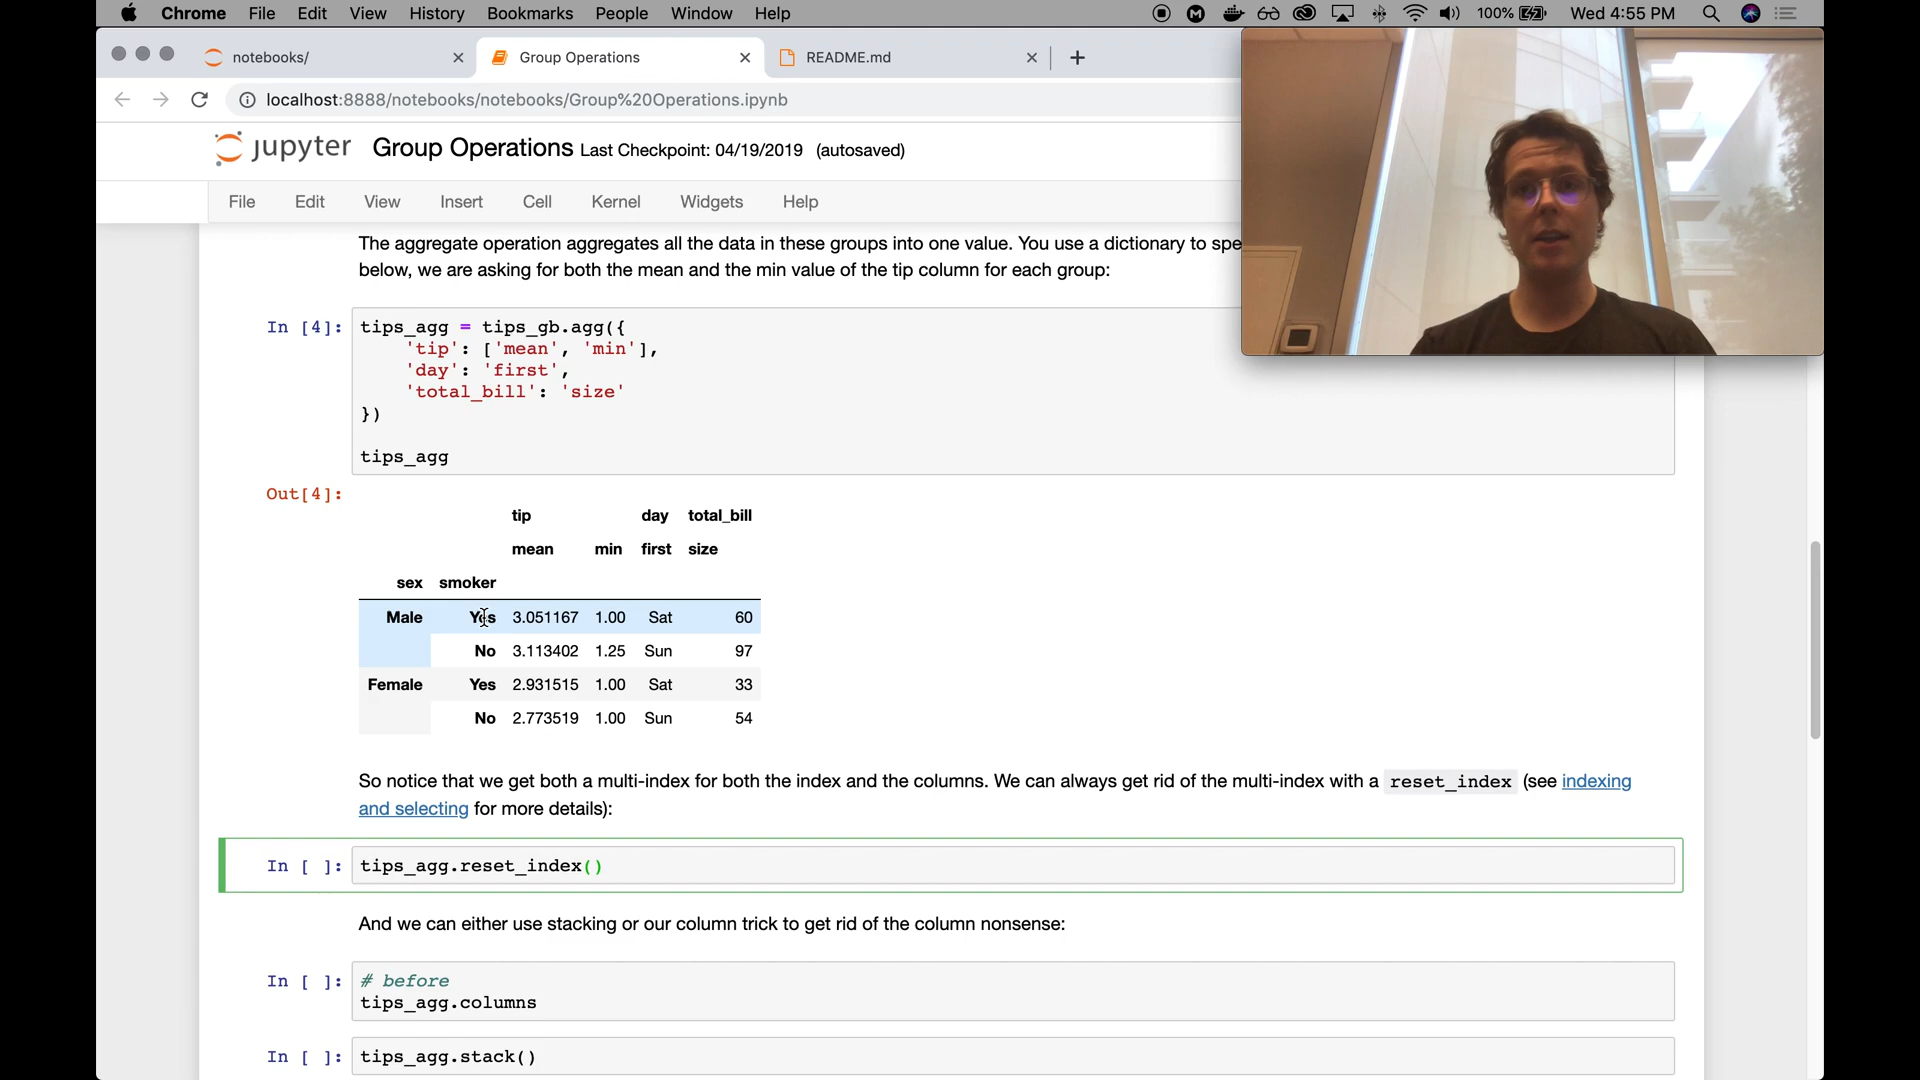 Chrome File Edit View History Bookmarks People Window Help 100% Wed 4:55 PM
notebooks/ Group Operations README.md
localhost:8888/notebooks/notebooks/Group%20Operations.ipynb
jupyter Group Operations Last Checkpoint: 04/19/2019 (autosaved)
File Edit View Insert Cell Kernel Widgets Help
The aggregate operation aggregates all the data in these groups into one value. You use a dictionary to spe
below, we are asking for both the mean and the min value of the tip column for each group:
In [4]: tips_agg = tips_gb.agg({
'tip': ['mean', 'min'],
'day': 'first',
'total_bill': 'size'
})
tips_agg
Out[4]:
tip day total_bill
mean min first size
sex smoker
Male Yes 3.051167 1.00 Sat 60
No 3.113402 1.25 Sun 97
Female Yes 2.931515 1.00 Sat 33
No 2.773519 1.00 Sun 54
So notice that we get both a multi-index for both the index and the columns. We can always get rid of the multi-index with a reset_index (see indexing
and selecting for more details):
In [ ]: tips_agg.reset_index()
And we can either use stacking or our column trick to get rid of the column nonsense:
In [ ]: # before
tips_agg.columns
In [ ]: tips_agg.stack()